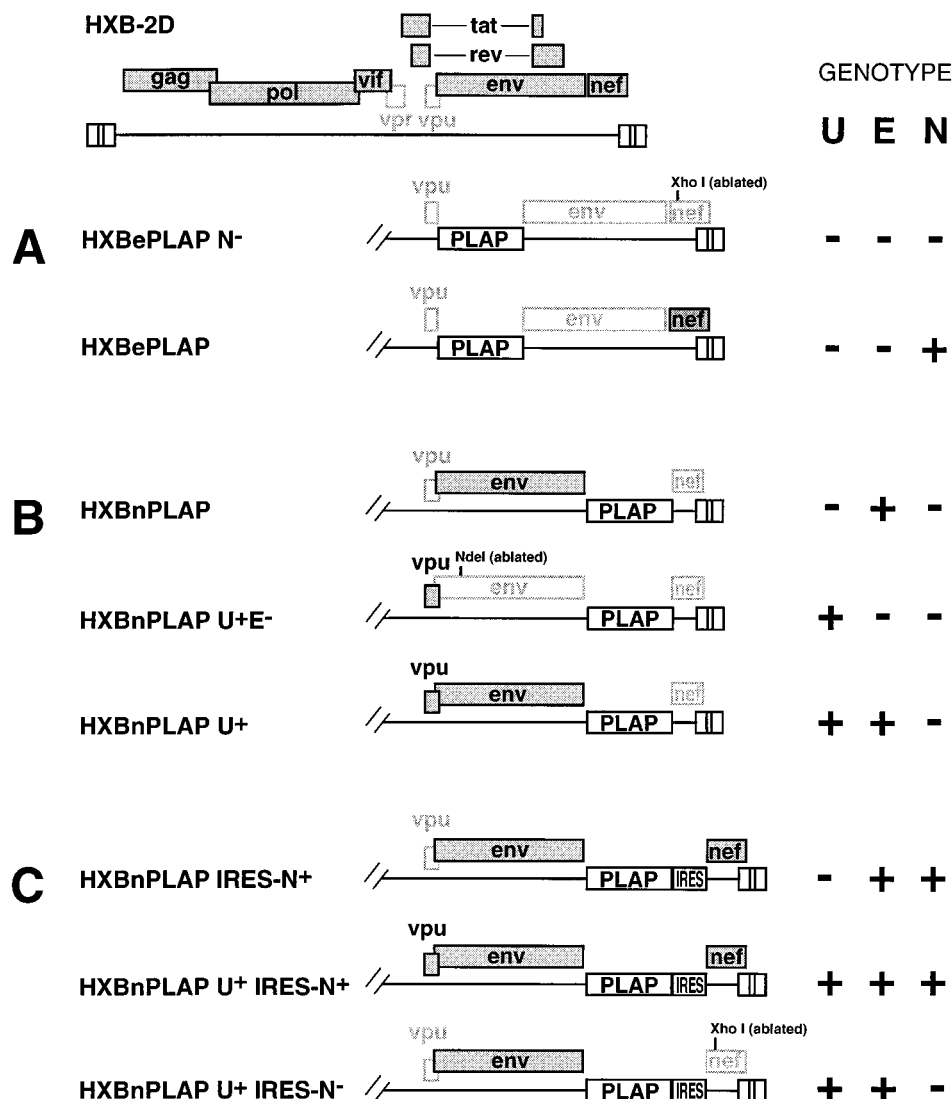 HXB-2D
tat
rev
gag
pol
vif
env
nef
vpr
vpu
GENOTYPE
U E N
Xho I (ablated)
vpu
env
nef
A
HXBePLAP N-
PLAP
- - -
vpu
env
nef
HXBePLAP
PLAP
- - +
vpu
env
nef
B
HXBnPLAP
PLAP
- + -
vpu
NdeI (ablated)
env
nef
HXBnPLAP U+E-
PLAP
+ - -
vpu
env
nef
HXBnPLAP U+
PLAP
+ + -
vpu
env
nef
C
HXBnPLAP IRES-N+
PLAP IRES
- + +
vpu
env
nef
HXBnPLAP U+ IRES-N+
PLAP IRES
+ + +
Xho I (ablated)
vpu
env
nef
HXBnPLAP U+ IRES-N-
PLAP IRES
+ + -